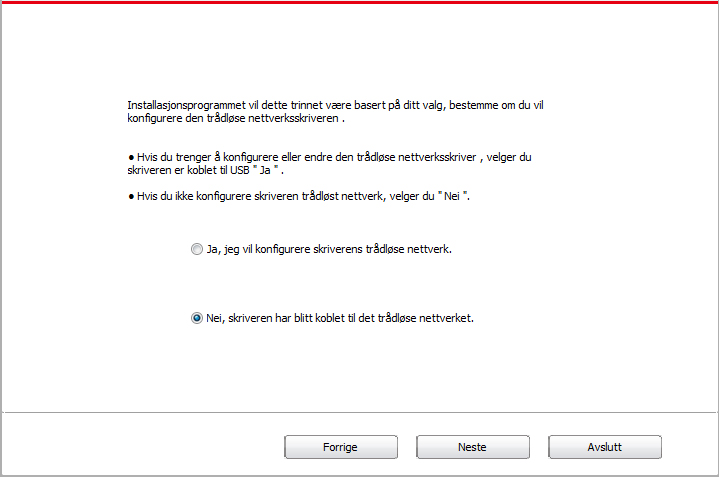 Installasjonsprogrammet vil dette trinnet være basert på ditt valg, bestemme om du vil
konfigurere den trådløse nettverksskriveren .
● Hvis du trenger å konfigurere eller endre den trådløse nettverksskriver , velger du
skriveren er koblet til USB " Ja " .
● Hvis du ikke konfigurere skriveren trådløst nettverk, velger du " Nei ".
Ja, jeg vil konfigurere skriverens trådløse nettverk.
Nei, skriveren har blitt koblet til det trådløse nettverket.
Forrige
Neste
Avslutt